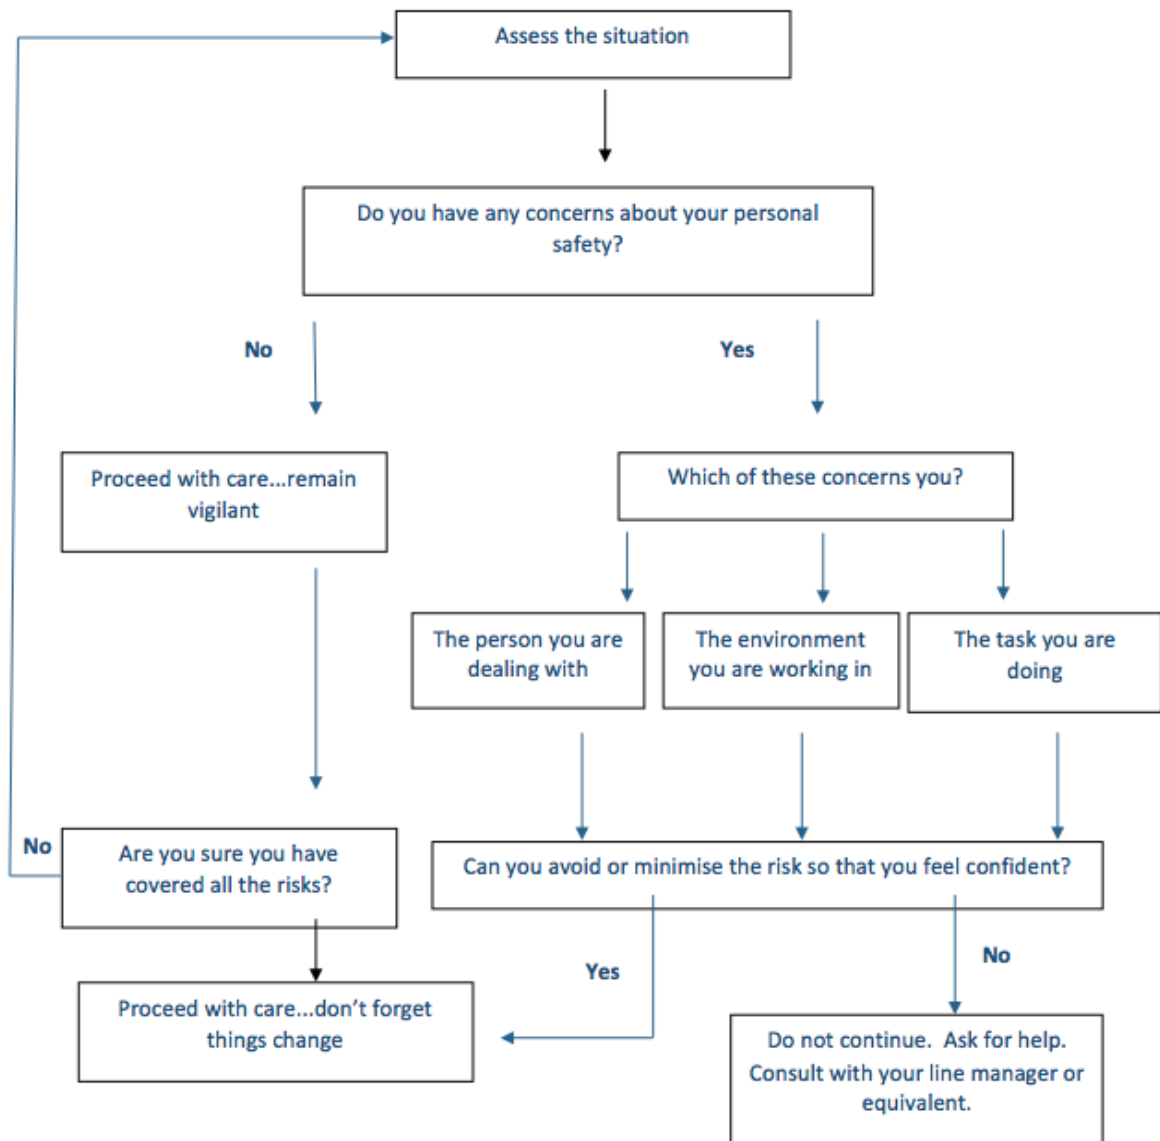 Assess the situation
Do you have any concerns about your personal
safety?
No
Yes
Proceed with care...remain
vigilant
Which of these concerns you?
The person you are
dealing with
The environment
you are working in
The task you are
doing
No
Are you sure you have
covered all the risks?
Can you avoid or minimise the risk so that you feel confident?
Yes
No
Proceed with care...don’t forget
things change
Do not continue.  Ask for help.
Consult with your line manager or
equivalent.